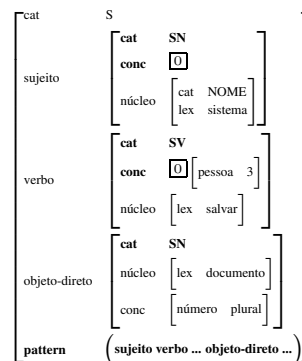 cat S
cat SN
conc 0
sujeito
núcleo cat NOME
lex sistema
cat SV
conc 0 pessoa 3
verbo
núcleo lex salvar
cat SN
objeto-direto núcleo lex documento
conc número plural
pattern (sujeito verbo ... objeto-direto ...)